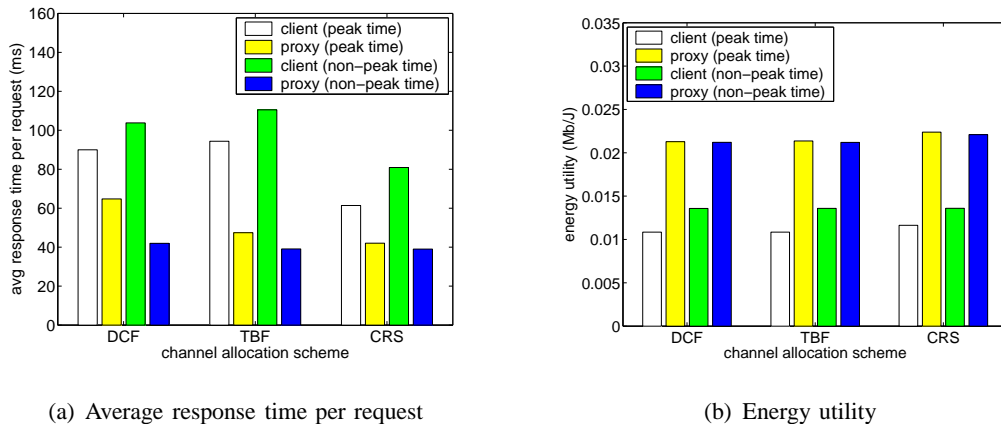 160
140
120
100
80
60
40
20
0
avg response time per request (ms)
client (peak time)
proxy (peak time)
client (non−peak time)
proxy (non−peak time)
DCF TBF CRS
channel allocation scheme
(a) Average response time per request
0.035
0.03
0.025
0.02
0.015
0.01
0.005
0
energy utility (Mb/J)
client (peak time)
proxy (peak time)
client (non−peak time)
proxy (non−peak time)
DCF TBF CRS
channel allocation scheme
(b) Energy utility